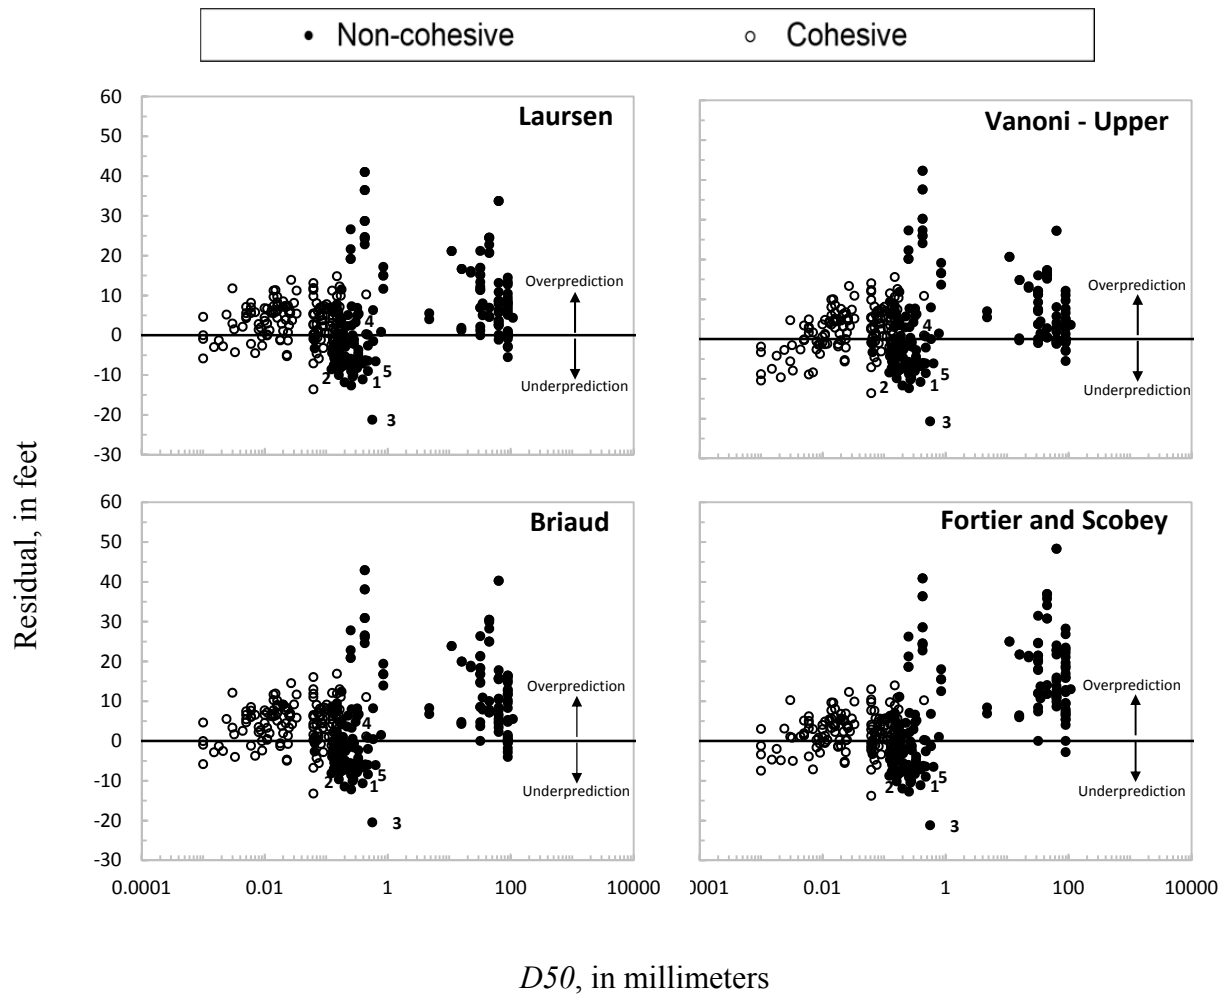 Non-cohesive Cohesive
Residual, in feet
60
50
40
30
20
10
0
-10
-20
-30
Laursen
Overprediction
Underprediction
4
2
1
5
3
Vanoni - Upper
Overprediction
Underprediction
4
2
1
5
3
60
50
40
30
20
10
0
-10
-20
-30
Briaud
Overprediction
Underprediction
4
2
1
5
3
0.0001 0.01 1 100 10000
Fortier and Scobey
Overprediction
Underprediction
4
2
1
5
3
0001 0.01 1 100 10000
D50, in millimeters